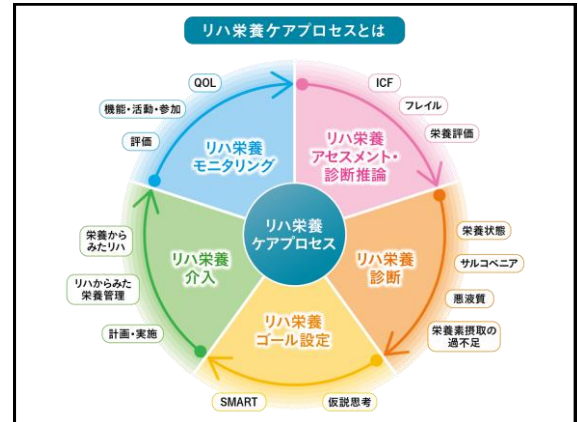 リハ栄養ケアプロセスとは
QOL
機能・活動・参加
評価
リハ栄養
モニタリング
ICF
フレイル
栄養評価
リハ栄養
アセスメント・
診断推論
リハ栄養
ケアプロセス
栄養状態
サルコペニア
悪液質
栄養素摂取の
過不足
リハ栄養
診断
リハ栄養
ゴール設定
仮説思考
SMART
リハ栄養
介入
栄養から
みたリハ
リハからみた
栄養管理
計画・実施